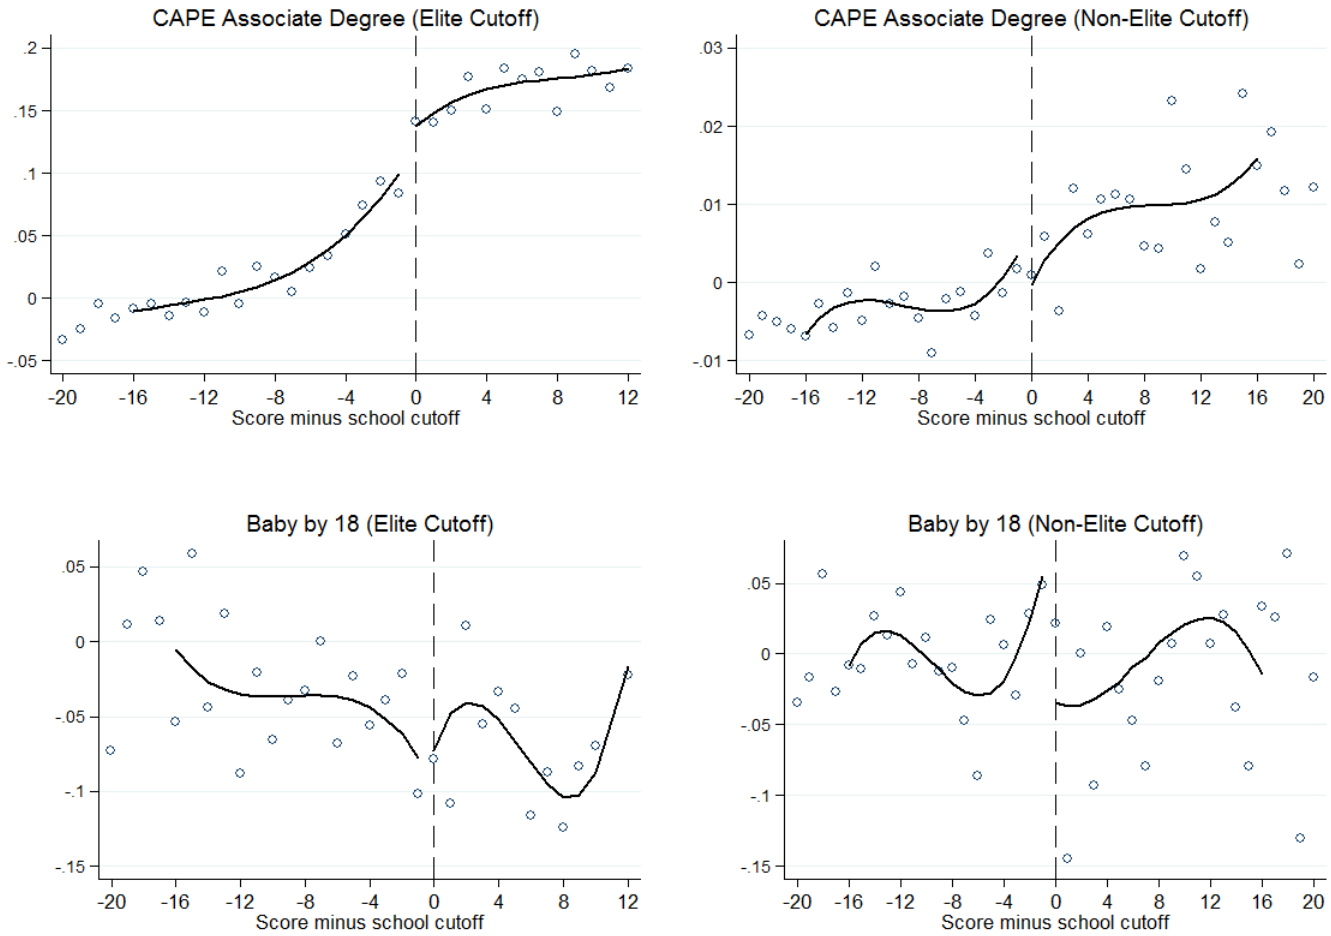 CAPE Associate Degree (Elite Cutoff)
.2
.15
.1
.05
0
-.05
-20 -16 -12 -8 -4 0 4 8 12
Score minus school cutoff
CAPE Associate Degree (Non-Elite Cutoff)
.03
.02
.01
0
-.01
-20 -16 -12 -8 -4 0 4 8 12 16 20
Score minus school cutoff
Baby by 18 (Elite Cutoff)
.05
0
-.05
-.1
-.15
-20 -16 -12 -8 -4 0 4 8 12
Score minus school cutoff
Baby by 18 (Non-Elite Cutoff)
.05
0
-.05
-.1
-.15
-20 -16 -12 -8 -4 0 4 8 12 16 20
Score minus school cutoff